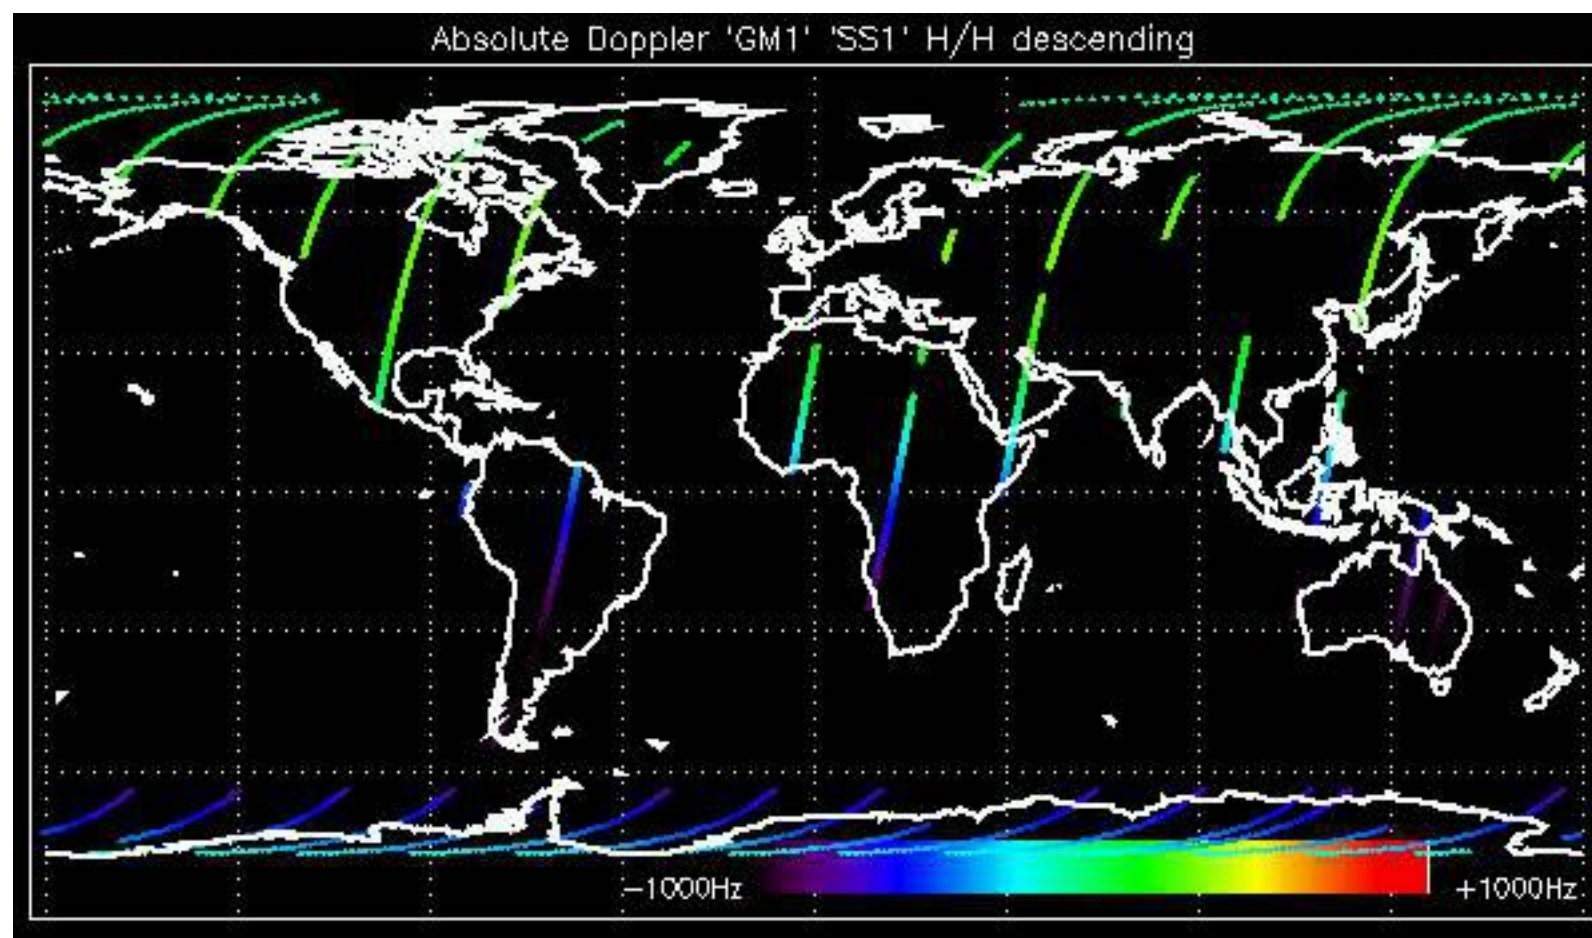 Absolute Doppler 'GM1' 'SS1' H/H descending
-1000Hz
+1000Hz